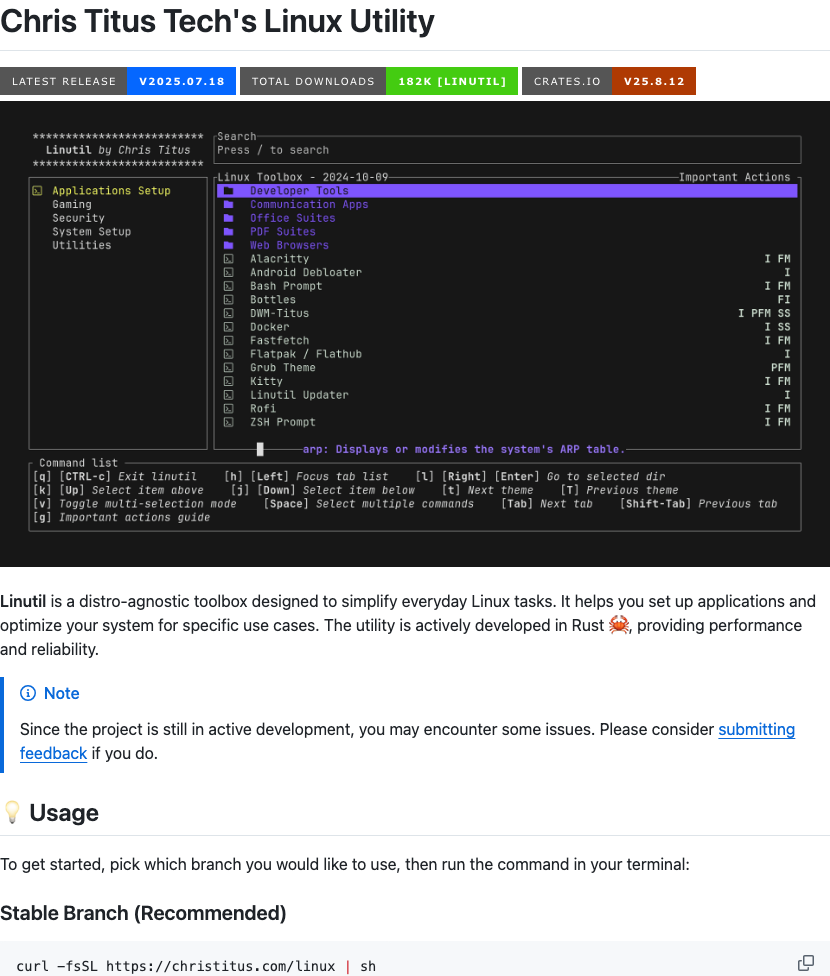 Chris Titus Tech's Linux Utility
LATEST RELEASE V2025.07.18 TOTAL DOWNLOADS 182K [LINUTIL] CRATES.IO V25.8.12
**************************
Linutil by Chris Titus
**************************
Search
Press / to search
Applications Setup
Gaming
Security
System Setup
Utilities
Linux Toolbox - 2024-10-09 Important Actions
Developer Tools
Communication Apps
Office Suites
PDF Suites
Web Browsers
Alacritty I FM
Android Debloater I
Bash Prompt I FM
Bottles FI
DWM-Titus I PFM SS
Docker I SS
Fastfetch I FM
Flatpak / Flathub I
Grub Theme PFM
Kitty I FM
Linutil Updater I
Rofi I FM
ZSH Prompt I FM
arp: Displays or modifies the system's ARP table.
Command list
[q] [CTRL-c] Exit linutil [h] [Left] Focus tab list [l] [Right] [Enter] Go to selected dir
[k] [Up] Select item above [j] [Down] Select item below [t] Next theme [T] Previous theme
[v] Toggle multi-selection mode [Space] Select multiple commands [Tab] Next tab [Shift-Tab] Previous tab
[g] Important actions guide
Linutil is a distro-agnostic toolbox designed to simplify everyday Linux tasks. It helps you set up applications and
optimize your system for specific use cases. The utility is actively developed in Rust 🦀, providing performance
and reliability.
Note
Since the project is still in active development, you may encounter some issues. Please consider submitting
feedback if you do.
💡 Usage
To get started, pick which branch you would like to use, then run the command in your terminal:
Stable Branch (Recommended)
curl -fsSL https://christitus.com/linux | sh